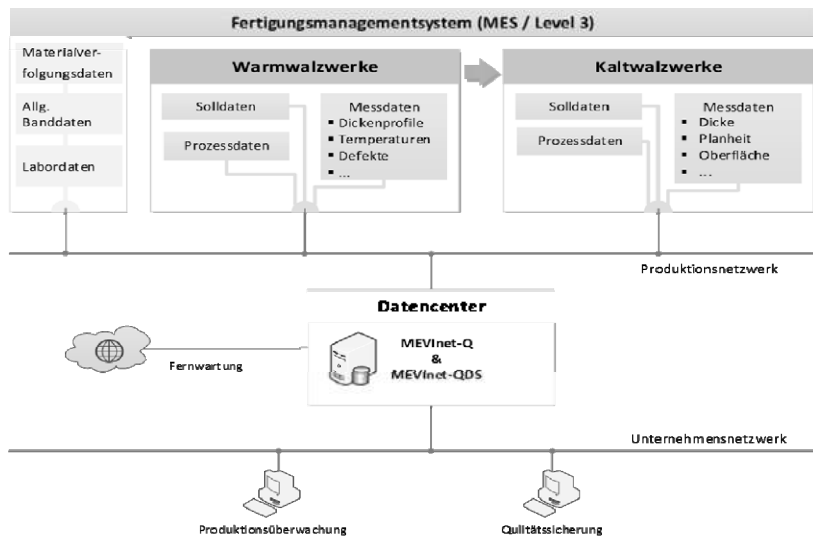 Fertigungsmanagementsystem (MES / Level 3)
Materialver-
folgungsdaten
Allg.
Banddaten
Labordaten
Warmwalzwerke
Solldaten
Prozessdaten
Messdaten
▪ Dickenprofile
▪ Temperaturen
▪ Defekte
▪ ...
Kaltwalzwerke
Solldaten
Prozessdaten
Messdaten
▪ Dicke
▪ Planheit
▪ Oberfläche
▪ ...
Produktionsnetzwerk
Datencenter
MEVInet-Q
&
MEVInet-QDS
Fernwartung
Unternehmensnetzwerk
Produktionsüberwachung
Qulitätssicherung